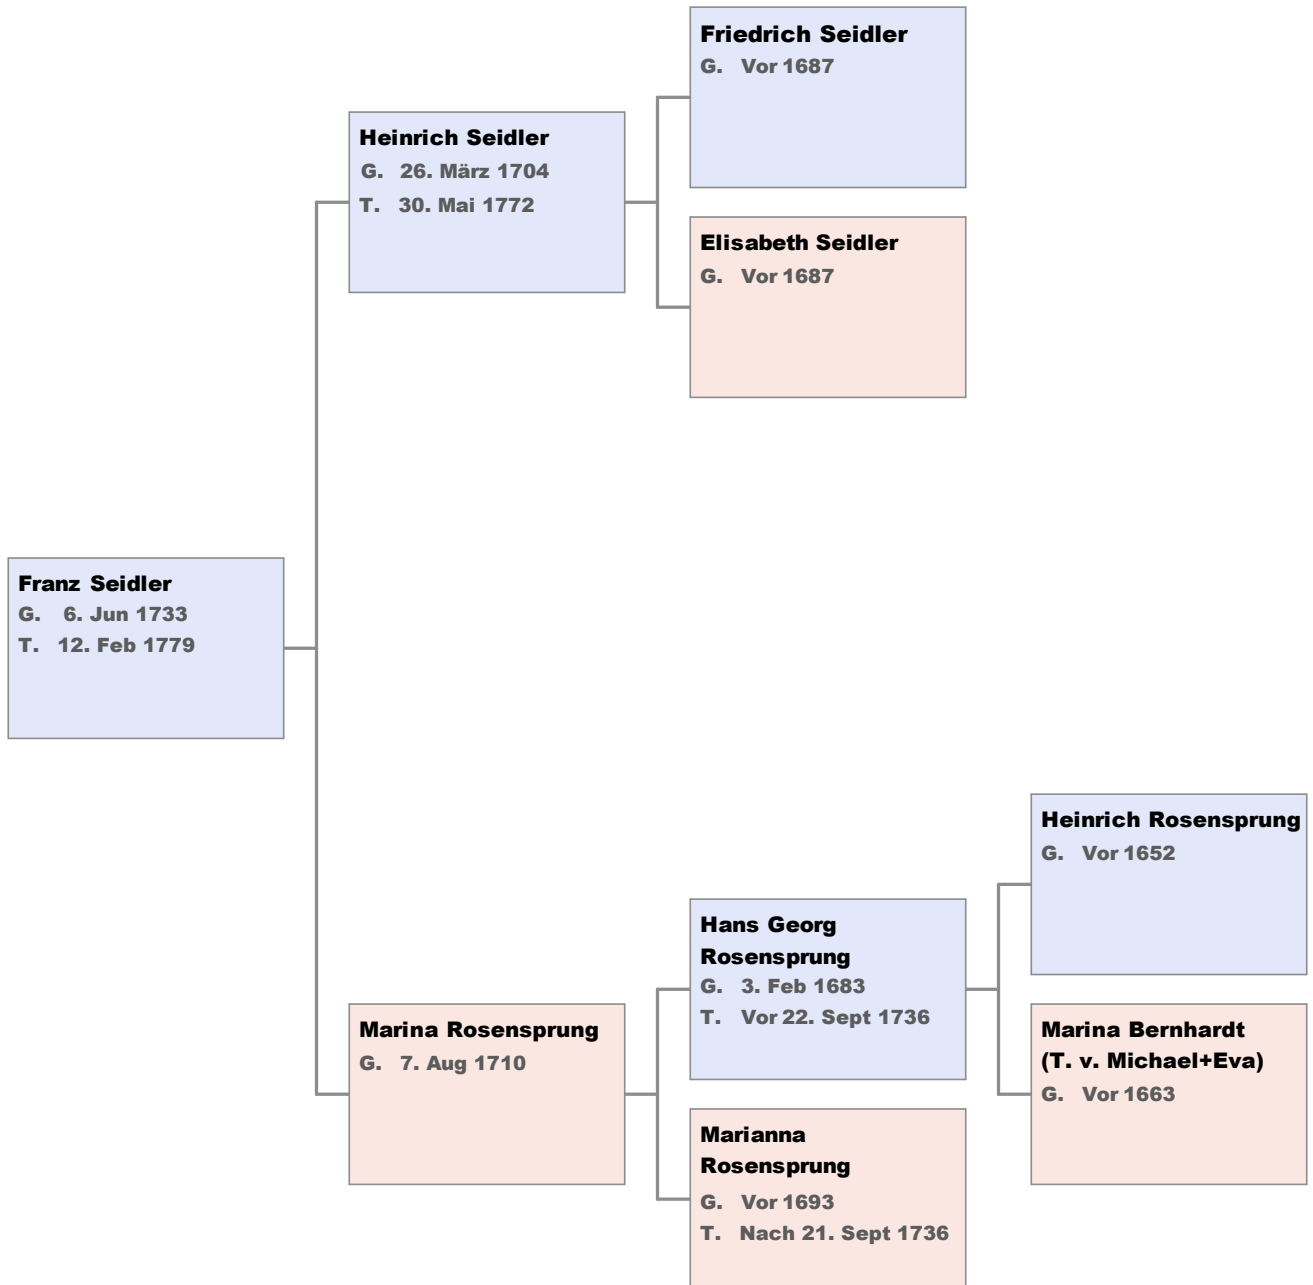 Friedrich Seidler
G. Vor 1687
Heinrich Seidler
G. 26. März 1704
T. 30. Mai 1772
Elisabeth Seidler
G. Vor 1687
Franz Seidler
G. 6. Jun 1733
T. 12. Feb 1779
Heinrich Rosensprung
G. Vor 1652
Hans Georg
Rosensprung
G. 3. Feb 1683
T. Vor 22. Sept 1736
Marina Rosensprung
G. 7. Aug 1710
Marina Bernhardt
(T. v. Michael+Eva)
G. Vor 1663
Marianna
Rosensprung
G. Vor 1693
T. Nach 21. Sept 1736